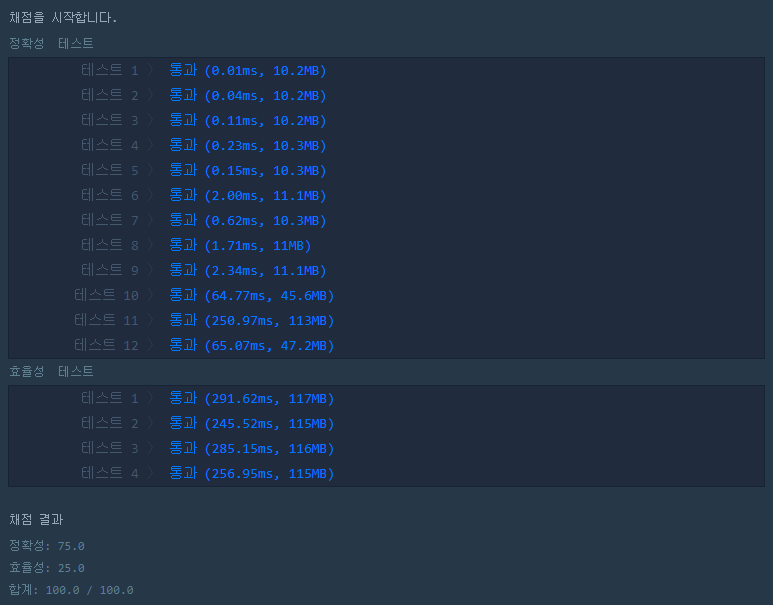 채점을 시작합니다.
정확성 테스트
테스트 1 〉 통과 (0.01ms, 10.2MB)
테스트 2 〉 통과 (0.04ms, 10.2MB)
테스트 3 〉 통과 (0.11ms, 10.2MB)
테스트 4 〉 통과 (0.23ms, 10.3MB)
테스트 5 〉 통과 (0.15ms, 10.3MB)
테스트 6 〉 통과 (2.00ms, 11.1MB)
테스트 7 〉 통과 (0.62ms, 10.3MB)
테스트 8 〉 통과 (1.71ms, 11MB)
테스트 9 〉 통과 (2.34ms, 11.1MB)
테스트 10 〉 통과 (64.77ms, 45.6MB)
테스트 11 〉 통과 (250.97ms, 113MB)
테스트 12 〉 통과 (65.07ms, 47.2MB)
효율성 테스트
테스트 1 〉 통과 (291.62ms, 117MB)
테스트 2 〉 통과 (245.52ms, 115MB)
테스트 3 〉 통과 (285.15ms, 116MB)
테스트 4 〉 통과 (256.95ms, 115MB)
채점 결과
정확성: 75.0
효율성: 25.0
합계: 100.0 / 100.0